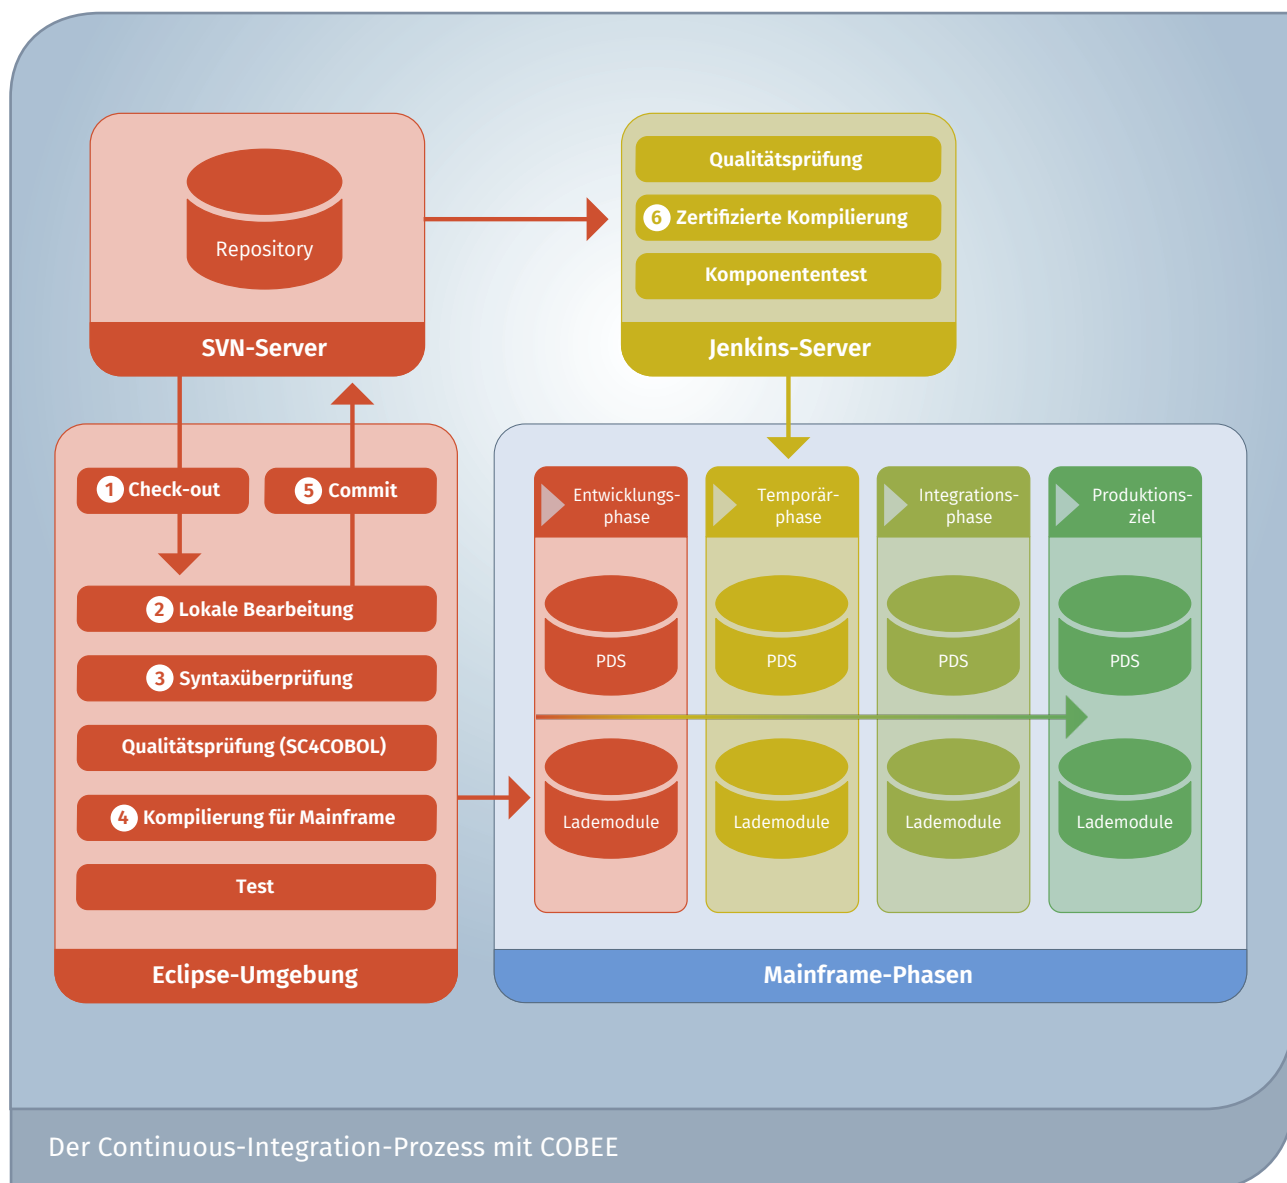 Repository
SVN-Server
Qualitätsprüfung
6 Zertifizierte Kompilierung
Komponententest
Jenkins-Server
1 Check-out
5 Commit
2 Lokale Bearbeitung
3 Syntaxüberprüfung
Qualitätsprüfung (SC4COBOL)
4 Kompilierung für Mainframe
Test
Eclipse-Umgebung
Entwicklungs-
phase
PDS
Lademodule
Temporär-
phase
PDS
Lademodule
Integrations-
phase
PDS
Lademodule
Produktions-
ziel
PDS
Lademodule
Mainframe-Phasen
Der Continuous-Integration-Prozess mit COBEE